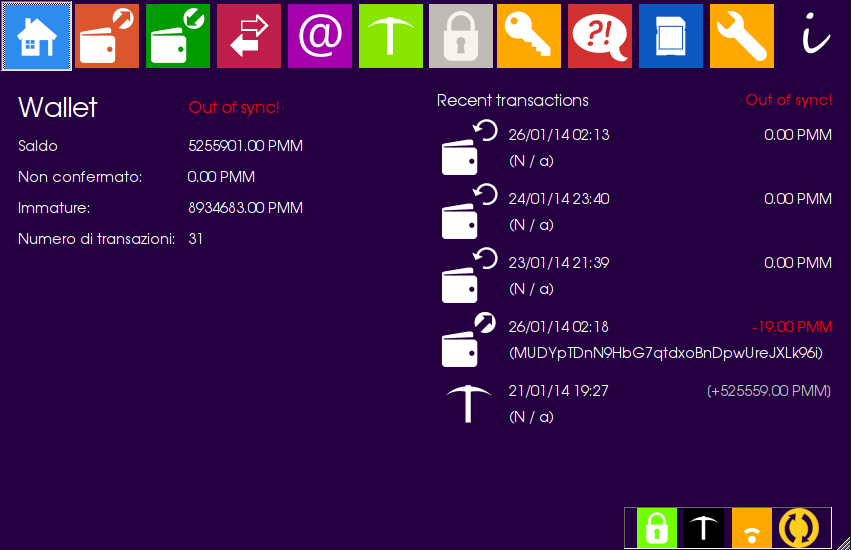 @
?!
i
Wallet Out of sync!
Saldo 5255901.00 PMM
Non confermato: 0.00 PMM
Immature: 8934683.00 PMM
Numero di transazioni: 31
Recent transactions Out of sync!
26/01/14 02:13 0.00 PMM
(N / a)
24/01/14 23:40 0.00 PMM
(N / a)
23/01/14 21:39 0.00 PMM
(N / a)
26/01/14 02:18 -19.00 PMM
(MUDYpTDnN9HbG7qtdxoBnDpwUreJXLk96i)
21/01/14 19:27 [+525559.00 PMM]
(N / a)